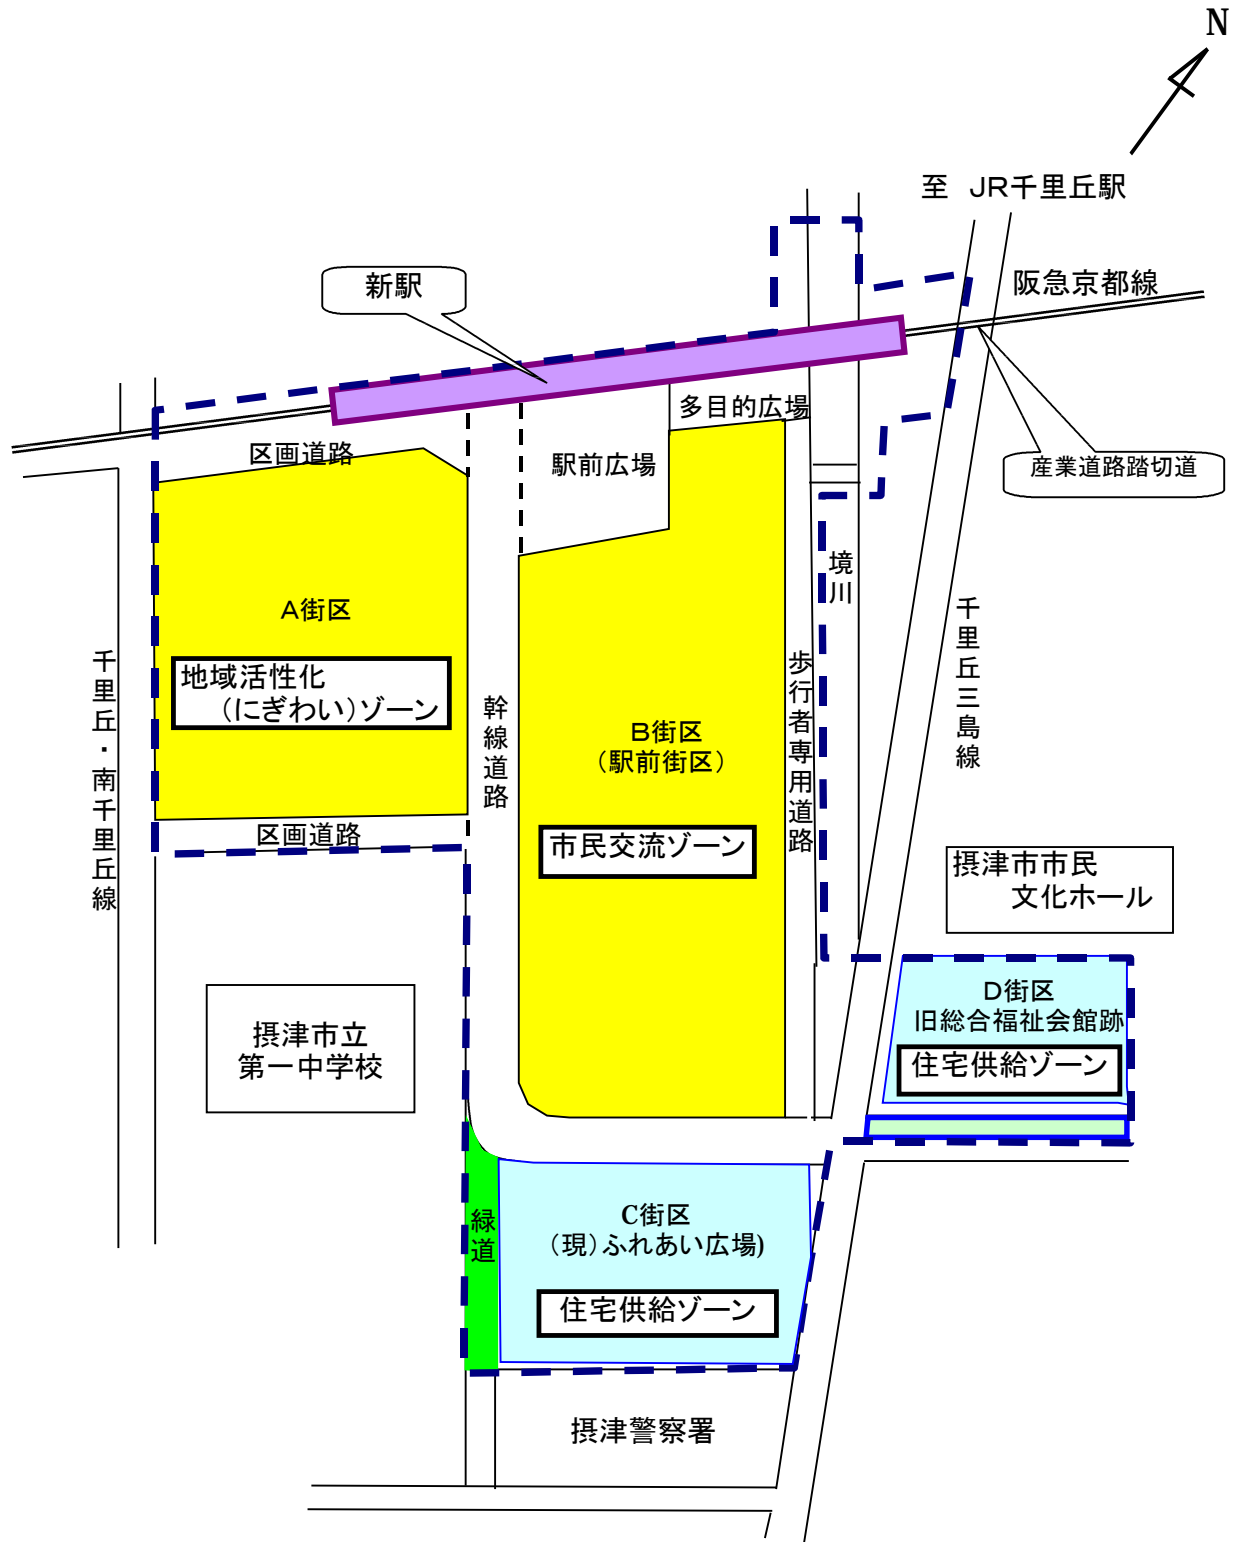 N
至　JR千里丘駅
新駅
阪急京都線
多目的広場
区画道路
駅前広場
産業道路踏切道
境川
A街区
千里丘三島線
千里丘・南千里丘線
地域活性化
（にぎわい）ゾーン
歩行者専用道路
幹線道路
B街区
（駅前街区）
区画道路
市民交流ゾーン
摂津市市民
文化ホール
D街区
旧総合福祉会館跡
住宅供給ゾーン
摂津市立
第一中学校
緑道
C街区
（現）ふれあい広場)
住宅供給ゾーン
摂津警察署